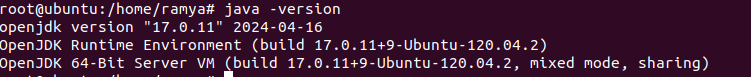 root@ubuntu:/home/ramya# java -version
openjdk version "17.0.11" 2024-04-16
OpenJDK Runtime Environment (build 17.0.11+9-Ubuntu-120.04.2)
OpenJDK 64-Bit Server VM (build 17.0.11+9-Ubuntu-120.04.2, mixed mode, sharing)